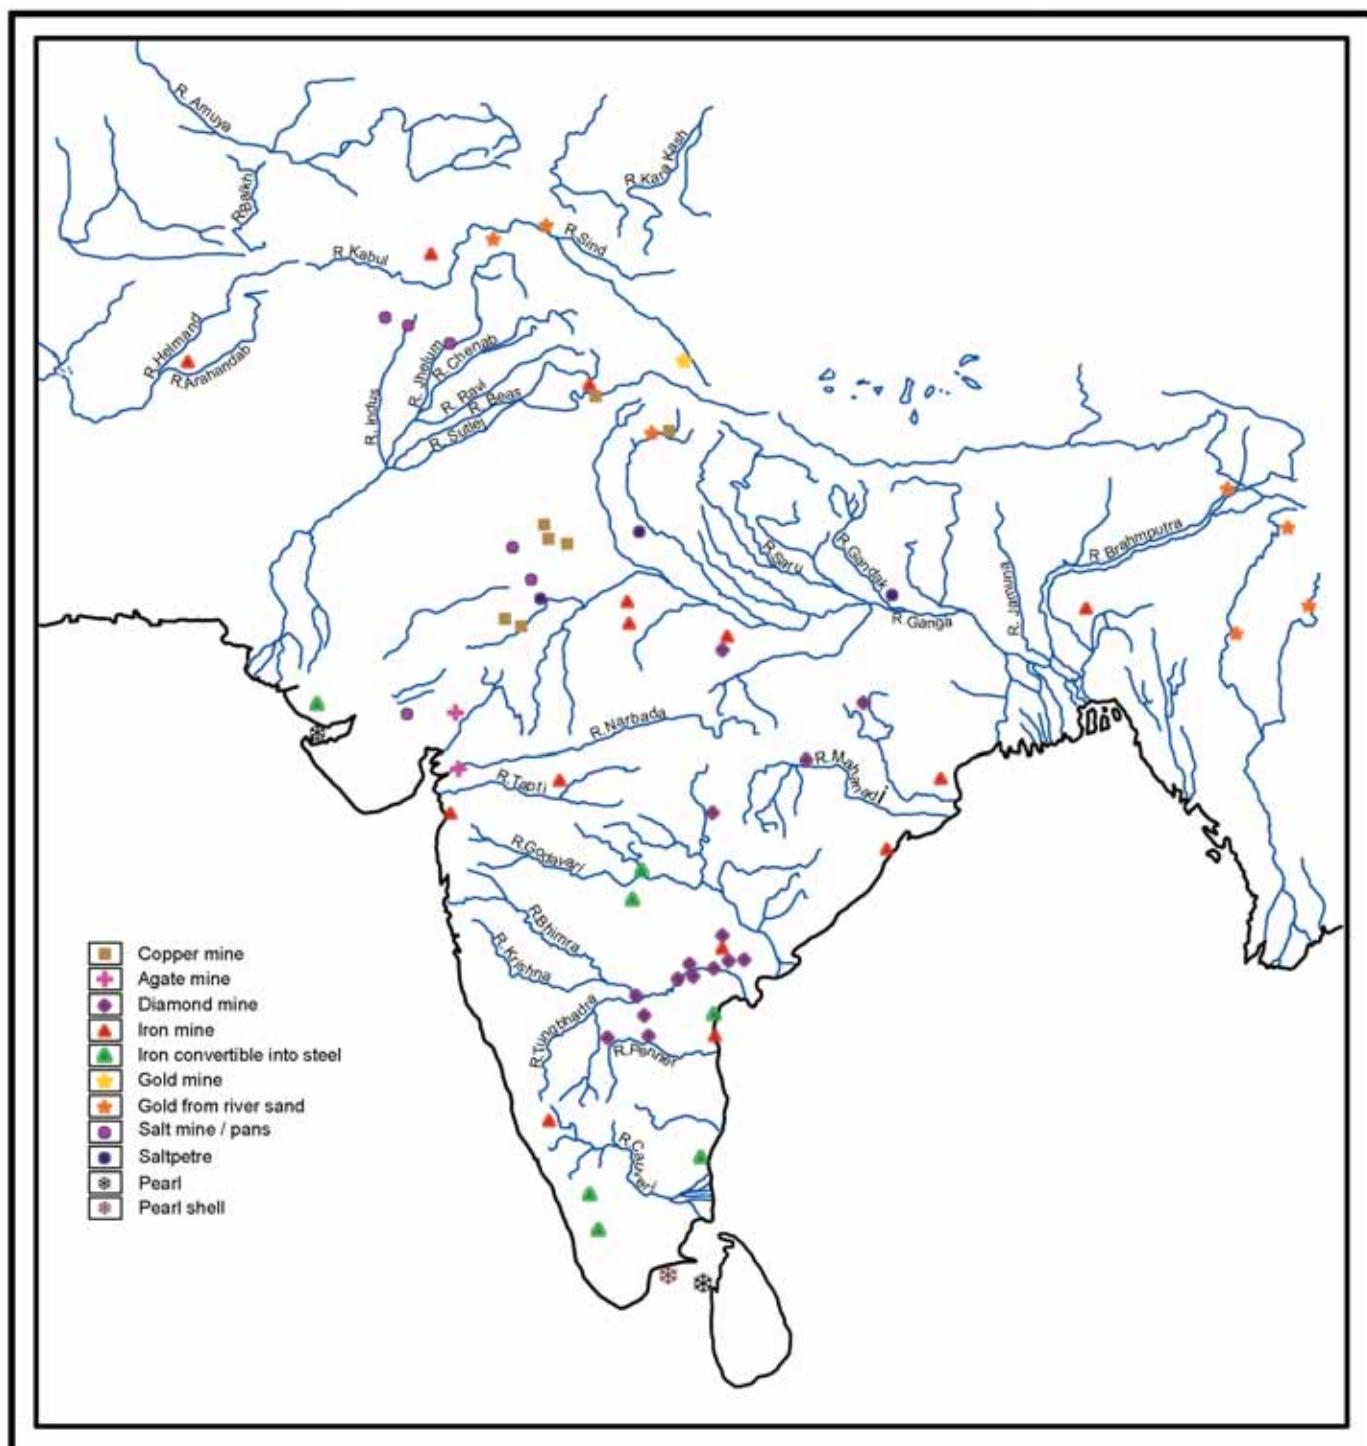 R. Amuya
R.Kara Kash
R.Balkh
R.Sind
R.Kabul
R.Helmand
R.Arahandab
R. Jhelum
R. Chenab
R. Ravi
R. Beas
R. Indus
R. Sutlej
R. Brahmputra
R.Saru
R.Gandak
R. Jamuna
R.Ganga
R.Narbada
R.Tapti
R.Mahanadi
R.Godavari
R.Bhimra
R. Krishna
R.Tungbhadra
R.Penner
R.Cauveri
Copper mine
Agate mine
Diamond mine
Iron mine
Iron convertible into steel
Gold mine
Gold from river sand
Salt mine / pans
Saltpetre
Pearl
Pearl shell